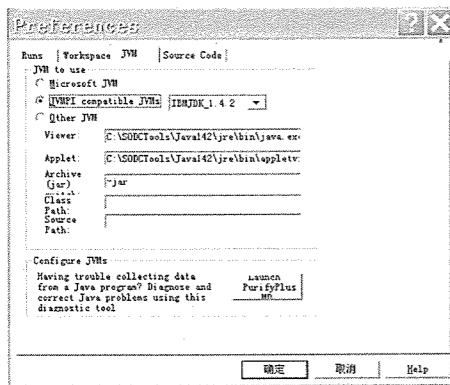 Preferences
Runs Workspace JVM Source Code
JVM to use
Microsoft JVM
JVMPI compatible JVMs IBMJDK_1.4.2
Other JVM
Viewer: C:\SODCTools\Java142\jre\bin\java.ex
Applet: C:\SODCTools\Java142\jre\bin\appletv
Archive
(jar) -jar
Class
Path:
Source
Path:
Configure JVMs
Having trouble collecting data
from a Java program? Diagnose and
correct Java problems using this
diagnostic tool
Launch
PurifyPlus
确定 取消 Help